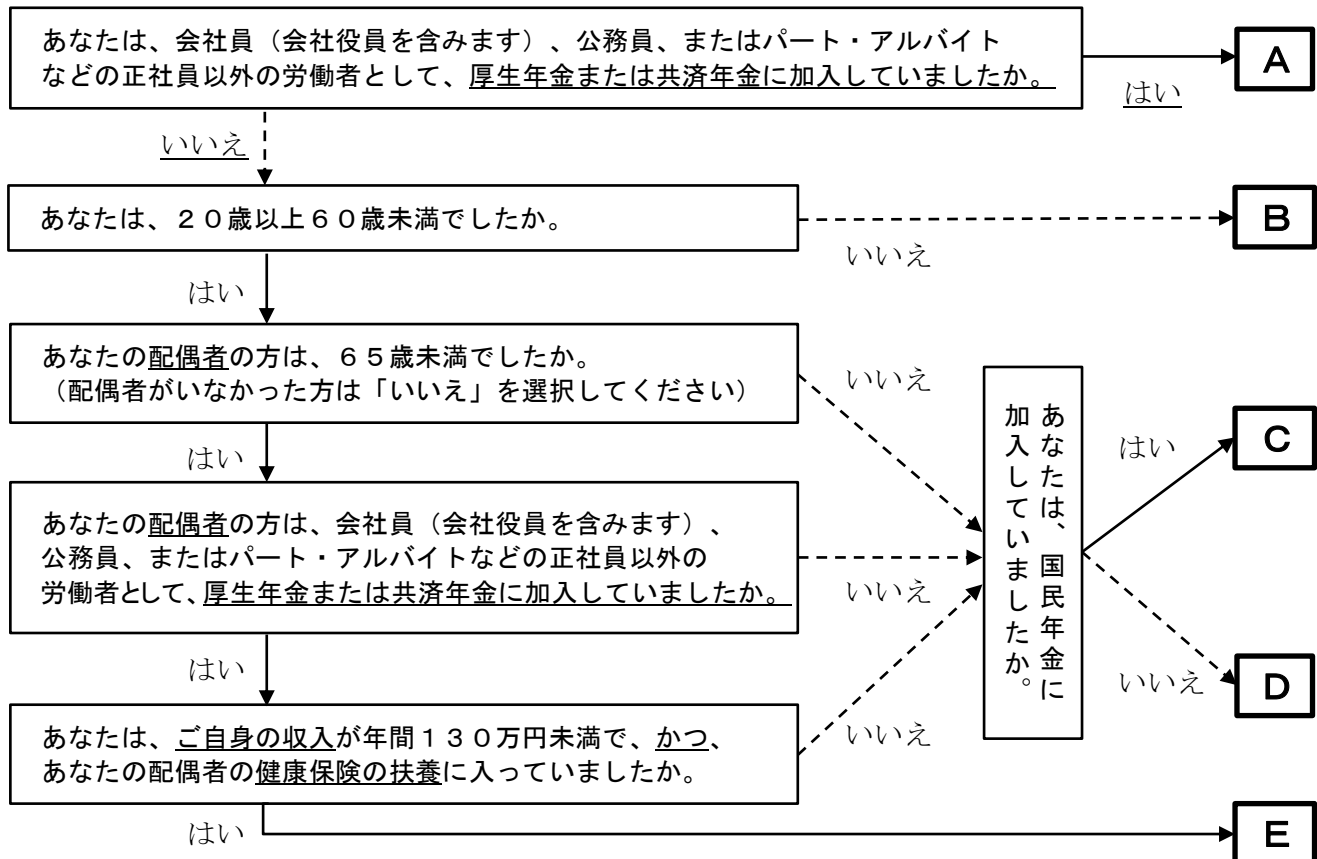 あなたは、会社員（会社役員を含みます）、公務員、またはパート・アルバイト
などの正社員以外の労働者として、厚生年金または共済年金に加入していましたか。
はい
A
いいえ
あなたは、２０歳以上６０歳未満でしたか。
いいえ
B
はい
あなたの配偶者の方は、６５歳未満でしたか。
（配偶者がいなかった方は「いいえ」を選択してください）
いいえ
はい
あなたの配偶者の方は、会社員（会社役員を含みます）、
公務員、またはパート・アルバイトなどの正社員以外の
労働者として、厚生年金または共済年金に加入していましたか。
いいえ
はい
あなたは、ご自身の収入が年間１３０万円未満で、かつ、
あなたの配偶者の健康保険の扶養に入っていましたか。
いいえ
あなたは、国民年金に
加入していましたか。
はい
C
いいえ
D
はい
E